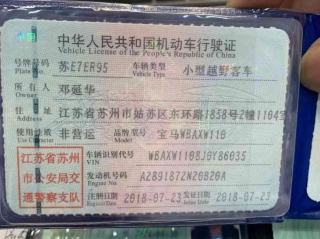 中华人民共和国机动车行驶证
Vehicle License of the People's Republic of China
号牌号码 苏E7ER95 车辆类型 小型越野客车
Plate No. Vehicle Type
所有人 邓延华
Owner
住址 江苏省苏州市姑苏区东环路1858号2幢1104室
Address
使用性质 非营运 品牌型号 宝马WBAXW110
Use Character Model
江苏省苏州 车辆识别代号 WBAXW1108J0Y86035
VIN
市公安局交 发动机号码 A2891872N20B20A
Engine No.
通警察支队 注册日期 2018-07-23 发证日期 2018-07-23
Register Date Issue Date